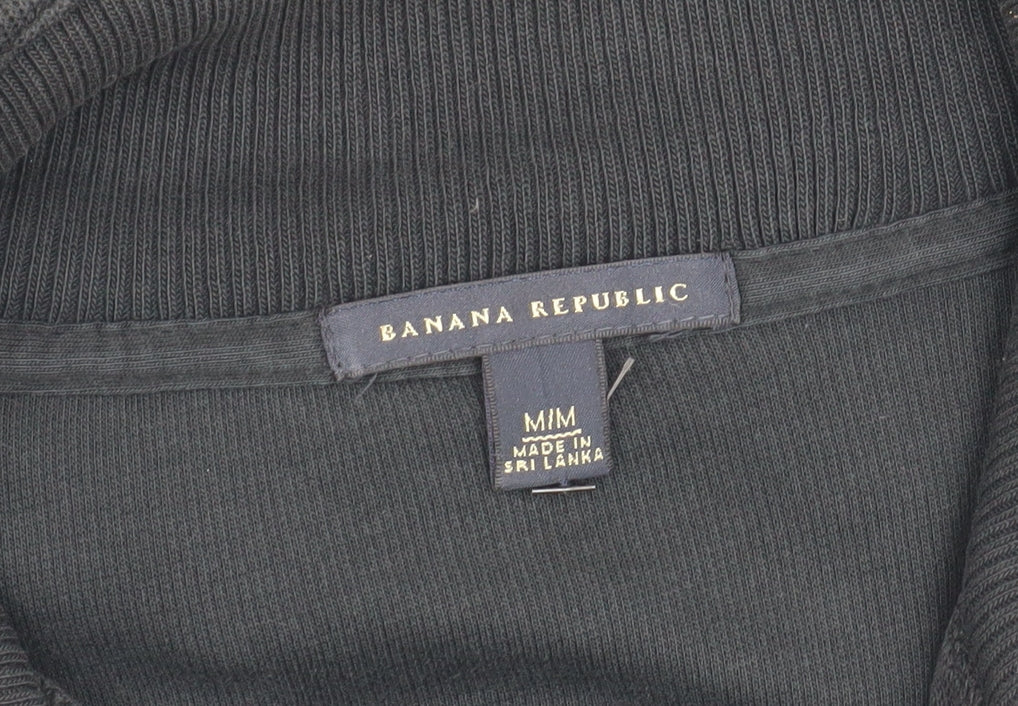 BANANA REPUBLIC
M/M
MADE IN
SRI LANKA